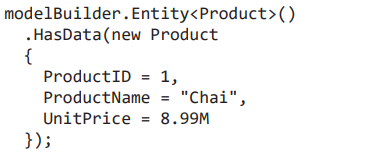 modelBuilder.Entity<Product>()
  .HasData(new Product
  {
    ProductID = 1,
    ProductName = "Chai",
    UnitPrice = 8.99M
  });